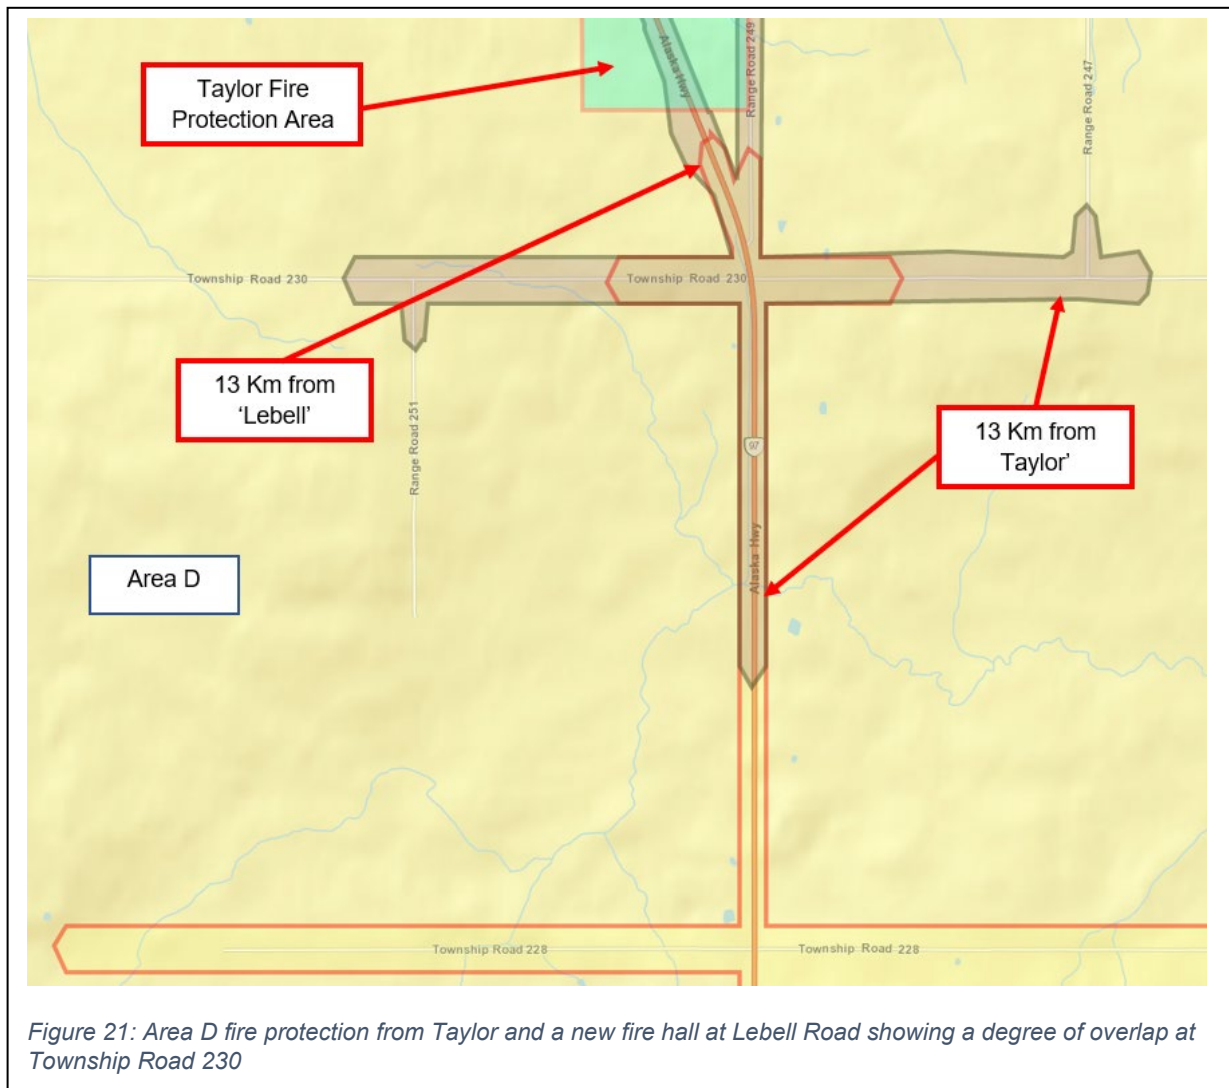 Alaska Hwy
Range Road 249
Range Road 247
Taylor Fire
Protection Area
Township Road 230
Township Road 230
13 Km from
‘Lebell’
Range Road 251
97
13 Km from
Taylor’
Alaska Hwy
Area D
Township Road 228
Township Road 228
Figure 21: Area D fire protection from Taylor and a new fire hall at Lebell Road showing a degree of overlap at
Township Road 230